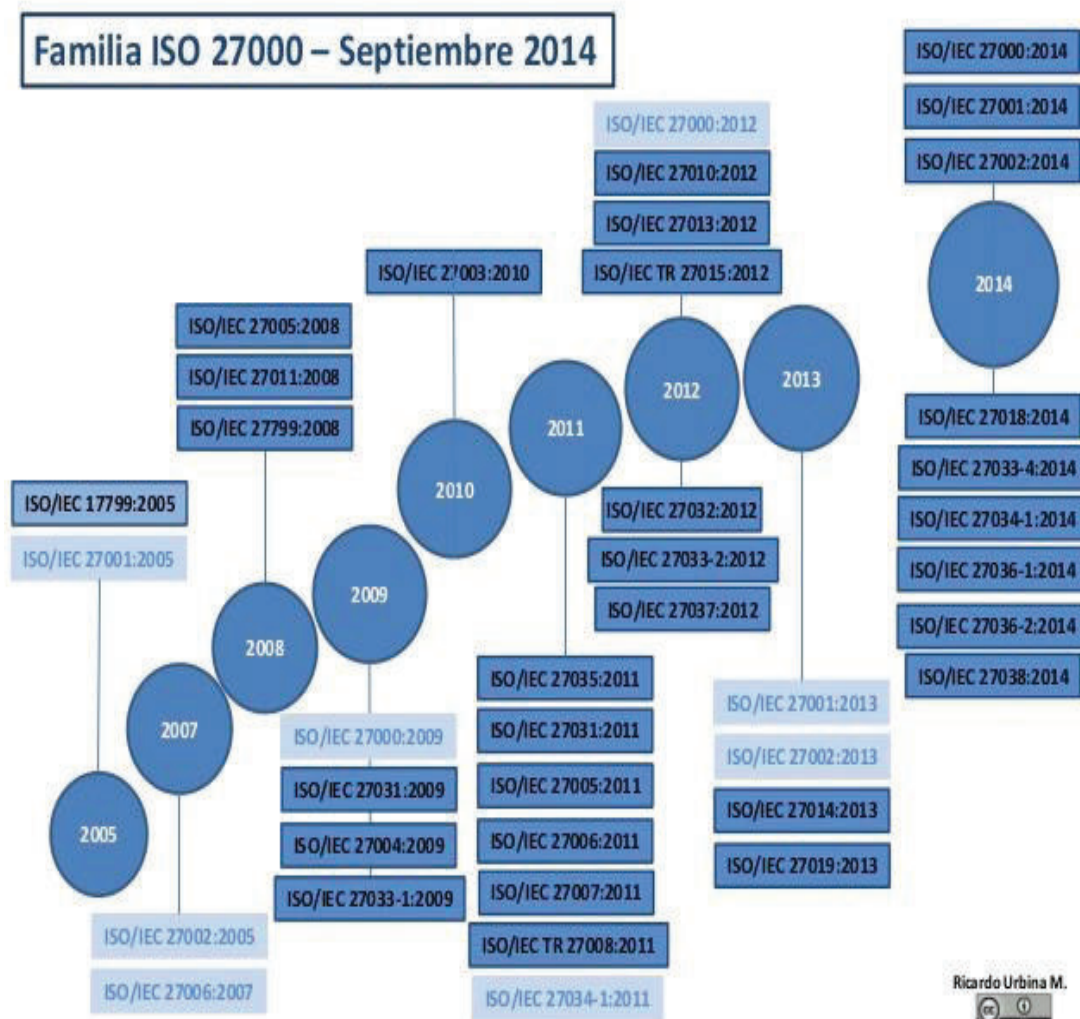 Familia ISO 27000 – Septiembre 2014
ISO/IEC 17799:2005
ISO/IEC 27001:2005
2005
2007
ISO/IEC 27002:2005
ISO/IEC 27006:2007
ISO/IEC 27005:2008
ISO/IEC 27011:2008
ISO/IEC 27799:2008
2008
2009
ISO/IEC 27000:2009
ISO/IEC 27031:2009
ISO/IEC 27004:2009
ISO/IEC 27033-1:2009
ISO/IEC 27003:2010
2010
2011
ISO/IEC 27035:2011
ISO/IEC 27031:2011
ISO/IEC 27005:2011
ISO/IEC 27006:2011
ISO/IEC 27007:2011
ISO/IEC TR 27008:2011
ISO/IEC 27034-1:2011
ISO/IEC 27000:2012
ISO/IEC 27010:2012
ISO/IEC 27013:2012
ISO/IEC TR 27015:2012
2012
ISO/IEC 27032:2012
ISO/IEC 27033-2:2012
ISO/IEC 27037:2012
2013
ISO/IEC 27001:2013
ISO/IEC 27002:2013
ISO/IEC 27014:2013
ISO/IEC 27019:2013
ISO/IEC 27000:2014
ISO/IEC 27001:2014
ISO/IEC 27002:2014
2014
ISO/IEC 27018:2014
ISO/IEC 27033-4:2014
ISO/IEC 27034-1:2014
ISO/IEC 27036-1:2014
ISO/IEC 27036-2:2014
ISO/IEC 27038:2014
Ricardo Urbina M.
cc